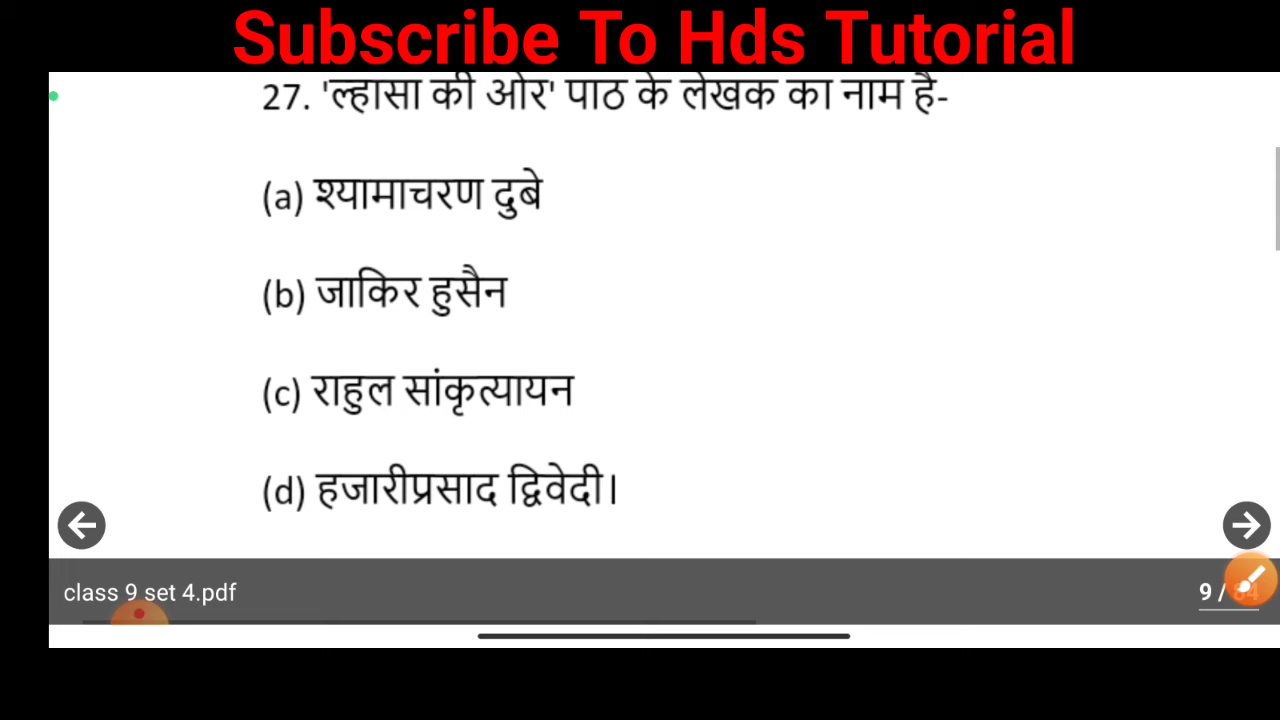 Subscribe To Hds Tutorial
27. 'ल्हासा की ओर' पाठ के लेखक का नाम है-
(a) श्यामाचरण दुबे
(b) जाकिर हुसैन
(c) राहुल सांकृत्यायन
(d) हजारीप्रसाद द्विवेदी।
class 9 set 4.pdf
9 /